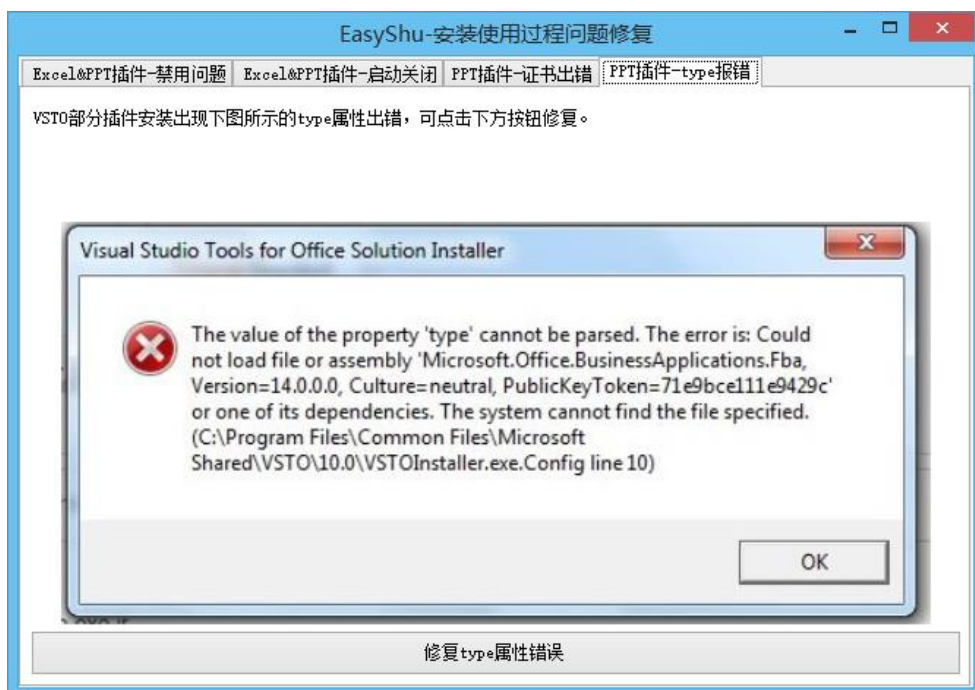 EasyShu-安装使用过程问题修复
Excel&PPT插件-禁用问题 Excel&PPT插件-启动关闭 PPT插件-证书出错 PPT插件-type报错
VSTO部分插件安装出现下图所示的type属性出错，可点击下方按钮修复。
Visual Studio Tools for Office Solution Installer
The value of the property 'type' cannot be parsed. The error is: Could
not load file or assembly 'Microsoft.Office.BusinessApplications.Fba,
Version=14.0.0.0, Culture=neutral, PublicKeyToken=71e9bce111e9429c'
or one of its dependencies. The system cannot find the file specified.
(C:\Program Files\Common Files\Microsoft
Shared\VSTO\10.0\VSTOInstaller.exe.Config line 10)
OK
修复type属性错误